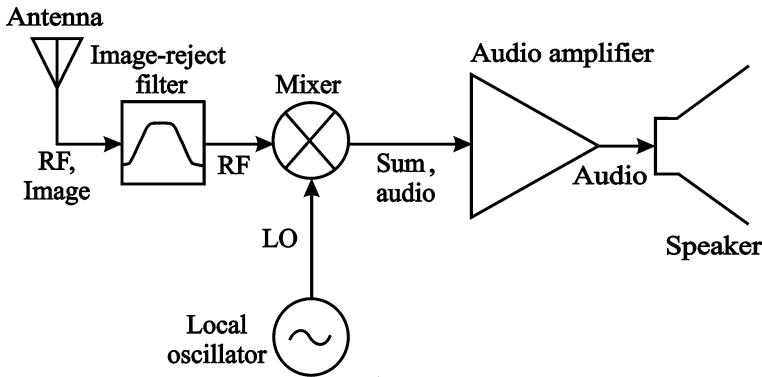 Antenna
Image-reject
filter
Mixer
Audio amplifier
RF,
Image
RF
Sum,
audio
Audio
LO
Speaker
Local
oscillator